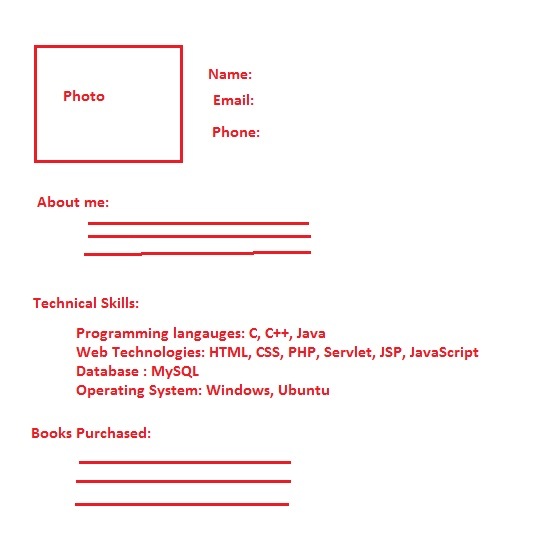 Photo
Name:
Email:
Phone:
About me:
Technical Skills:
Programming langauges: C, C++, Java
Web Technologies: HTML, CSS, PHP, Servlet, JSP, JavaScript
Database : MySQL
Operating System: Windows, Ubuntu
Books Purchased: